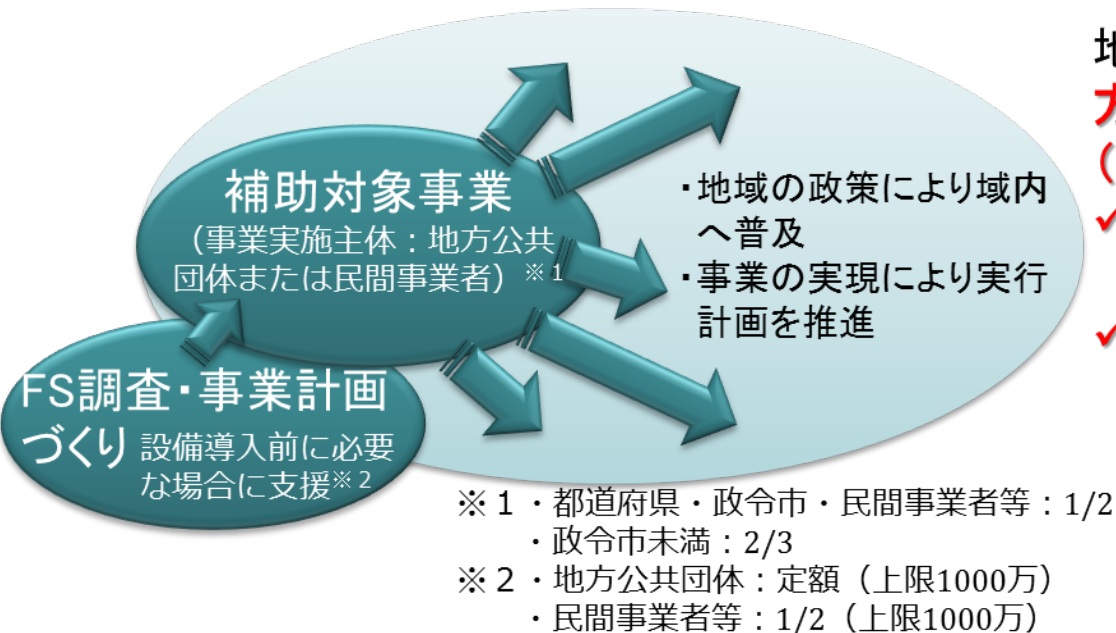 補助対象事業
（事業実施主体：地方公共
団体または民間事業者）※１
・地域の政策により域内
へ普及
・事業の実現により実行
計画を推進
FS調査・事業計画
づくり 設備導入前に必要
な場合に支援※２
※１・都道府県・政令市・民間事業者等：1/2
・政令市未満：2/3
※２・地方公共団体：定額（上限1000万）
・民間事業者等：1/2（上限1000万）